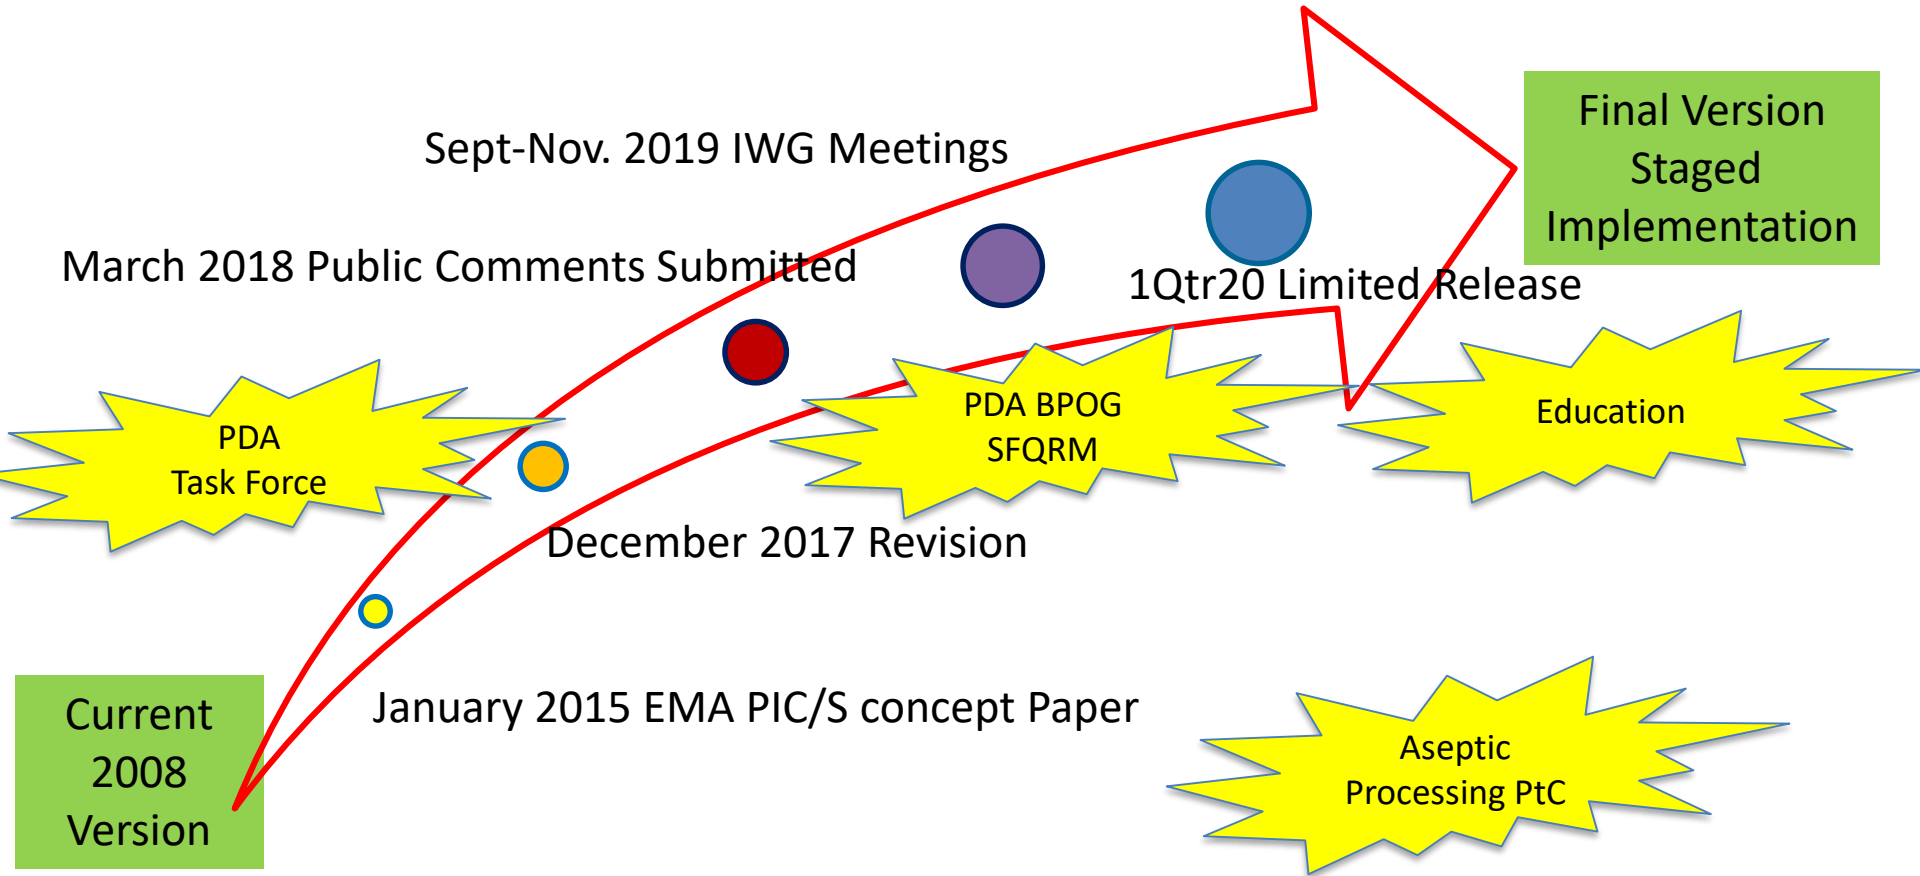 Final Version
Staged
Implementation
Sept-Nov. 2019 IWG Meetings
March 2018 Public Comments Submitted
1Qtr20 Limited Release
PDA
Task Force
PDA BPOG
SFQRM
Education
December 2017 Revision
January 2015 EMA PIC/S concept Paper
Current
2008
Version
Aseptic
Processing PtC